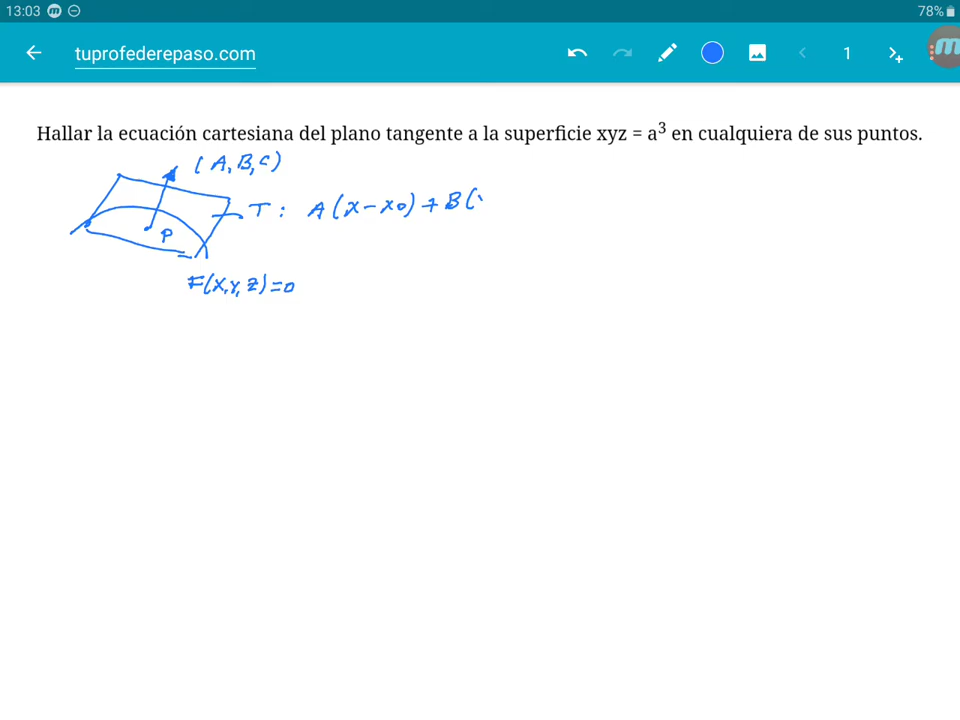 13:03 78%
tuprofederepaso.com 1
Hallar la ecuación cartesiana del plano tangente a la superficie xyz = a³ en cualquiera de sus puntos.
(A, B, C)
T: A(x-x0) + B(
P
F(x,y,z)=0